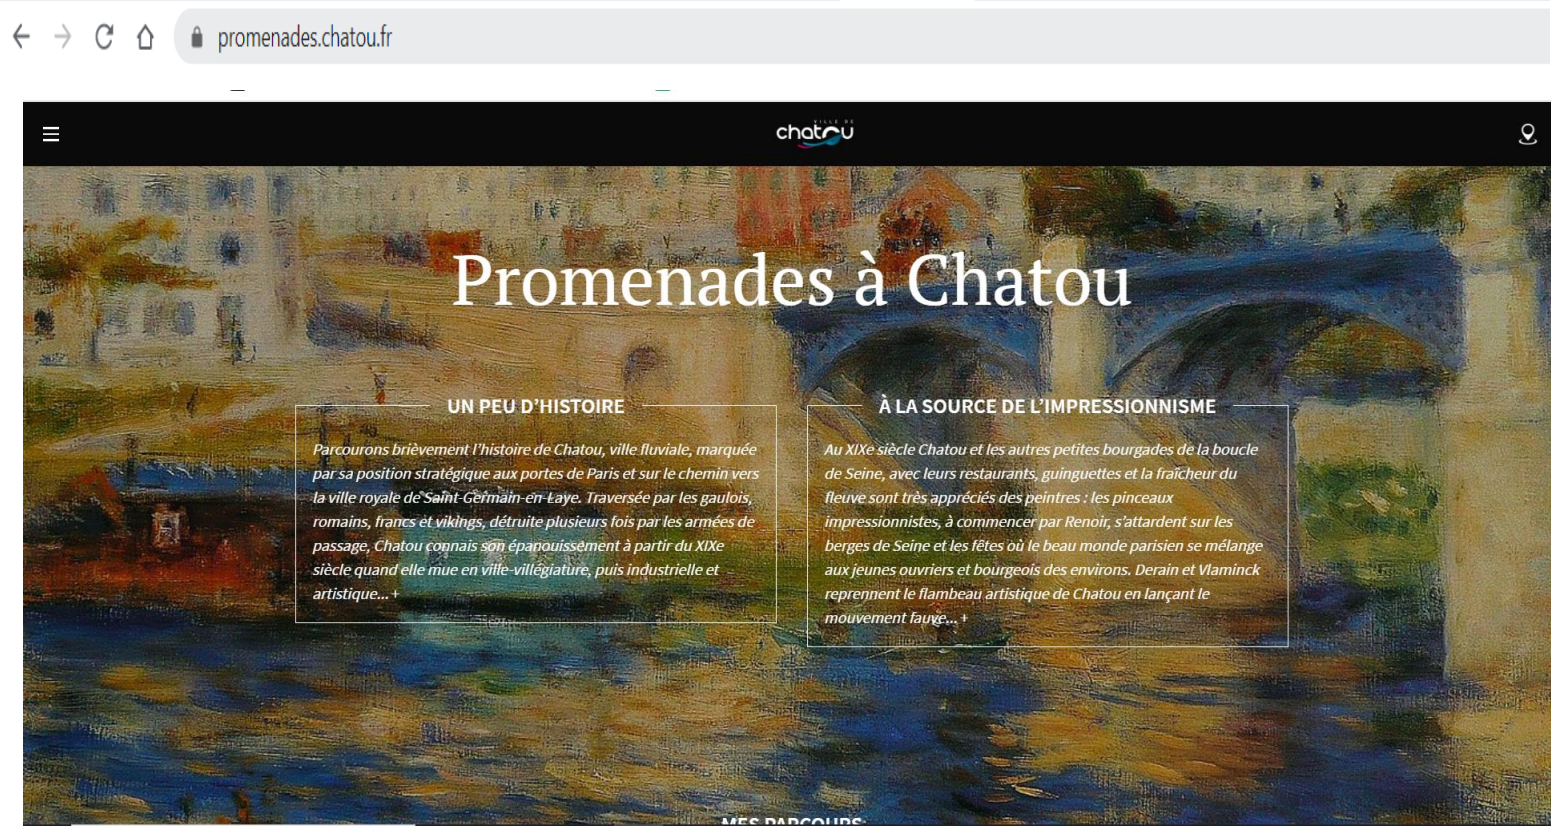 promenades.chatou.fr
VILLE DE
chatou
Promenades à Chatou
UN PEU D'HISTOIRE
Parcourons brièvement l'histoire de Chatou, ville fluviale, marquée
par sa position stratégique aux portes de Paris et sur le chemin vers
la ville royale de Saint-Germain-en-Laye. Traversée par les gaulois,
romains, francs et vikings, détruite plusieurs fois par les armées de
passage, Chatou connais son épanouissement à partir du XIXe
siècle quand elle mue en ville-villégiature, puis industrielle et
artistique... +
À LA SOURCE DE L'IMPRESSIONNISME
Au XIXe siècle Chatou et les autres petites bourgades de la boucle
de Seine, avec leurs restaurants, guinguettes et la fraîcheur du
fleuve sont très appréciés des peintres : les pinceaux
impressionnistes, à commencer par Renoir, s'attardent sur les
berges de Seine et les fêtes où le beau monde parisien se mélange
aux jeunes ouvriers et bourgeois des environs. Derain et Vlaminck
reprennent le flambeau artistique de Chatou en lançant le
mouvement fauve... +
MES PARCOURS